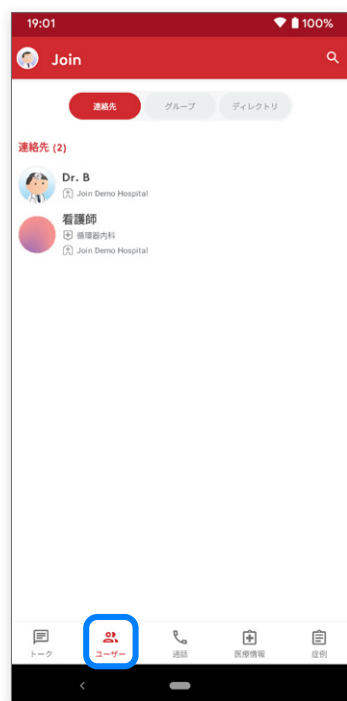 19:01 100%
Join
連絡先 グループ ディレクトリ
連絡先 (2)
Dr. B
Join Demo Hospital
看護師
循環器内科
Join Demo Hospital
トーク ユーザー 通話 医療情報 症例